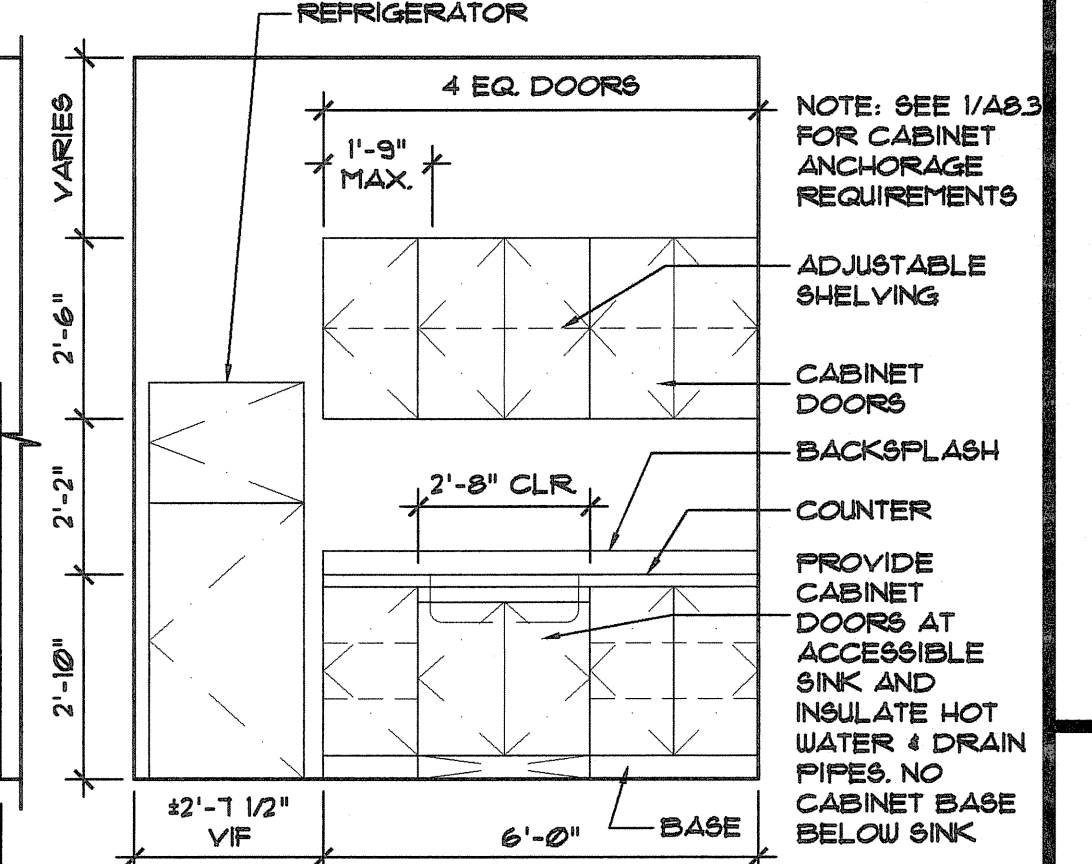 REFRIGERATOR
4 EQ. DOORS
1'-9"
MAX.
VARIES
2'-6"
2'-2"
2'-10"
2'-8" CLR.
NOTE: SEE 1/A8.3
FOR CABINET
ANCHORAGE
REQUIREMENTS
ADJUSTABLE
SHELVING
CABINET
DOORS
BACKSPLASH
COUNTER
PROVIDE
CABINET
DOORS AT
ACCESSIBLE
SINK AND
INSULATE HOT
WATER & DRAIN
PIPES. NO
CABINET BASE
BELOW SINK
±2'-7 1/2"
VIF
6'-0"
BASE